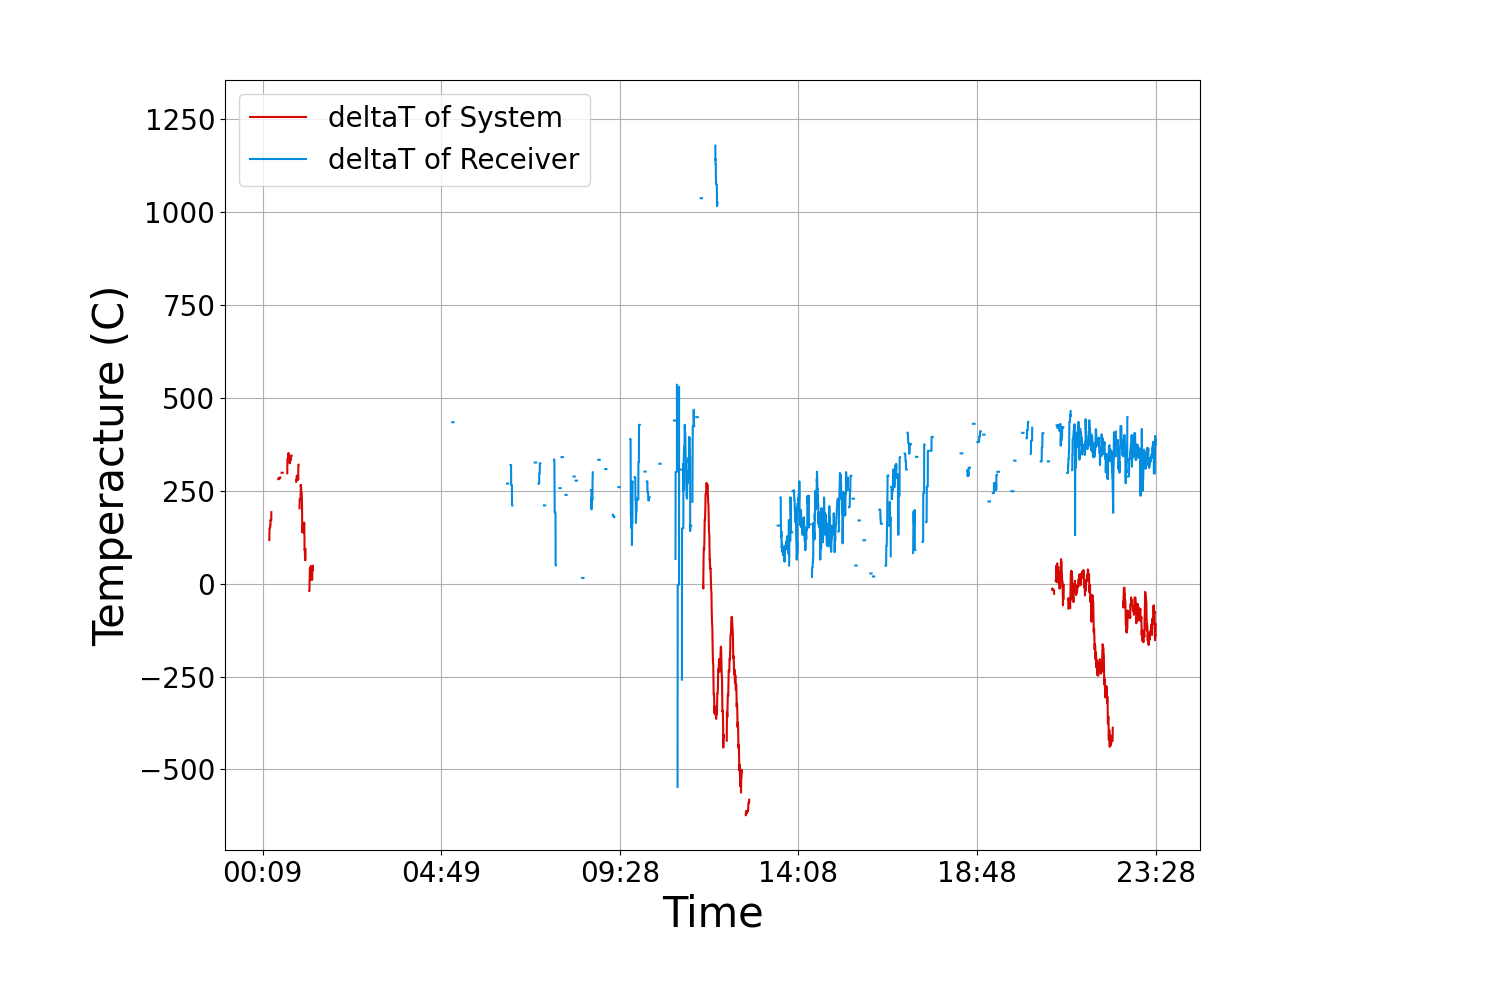 deltaT of System
deltaT of Receiver
1250
1000
750
500
250
0
−250
−500
Temperacture (C)
00:09 04:49 09:28 14:08 18:48 23:28
Time